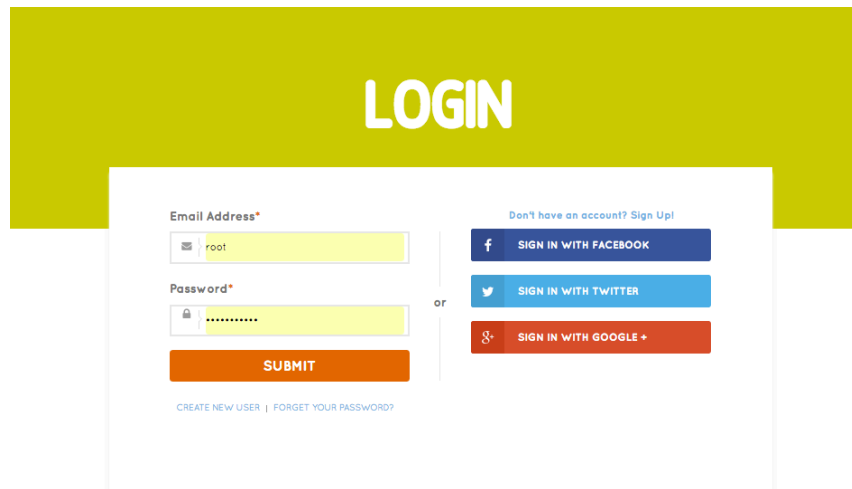 LOGIN
Email Address*
root
Password*
•••••••••••
SUBMIT
CREATE NEW USER | FORGET YOUR PASSWORD?
or
Don't have an account? Sign Up!
f SIGN IN WITH FACEBOOK
SIGN IN WITH TWITTER
g+ SIGN IN WITH GOOGLE +